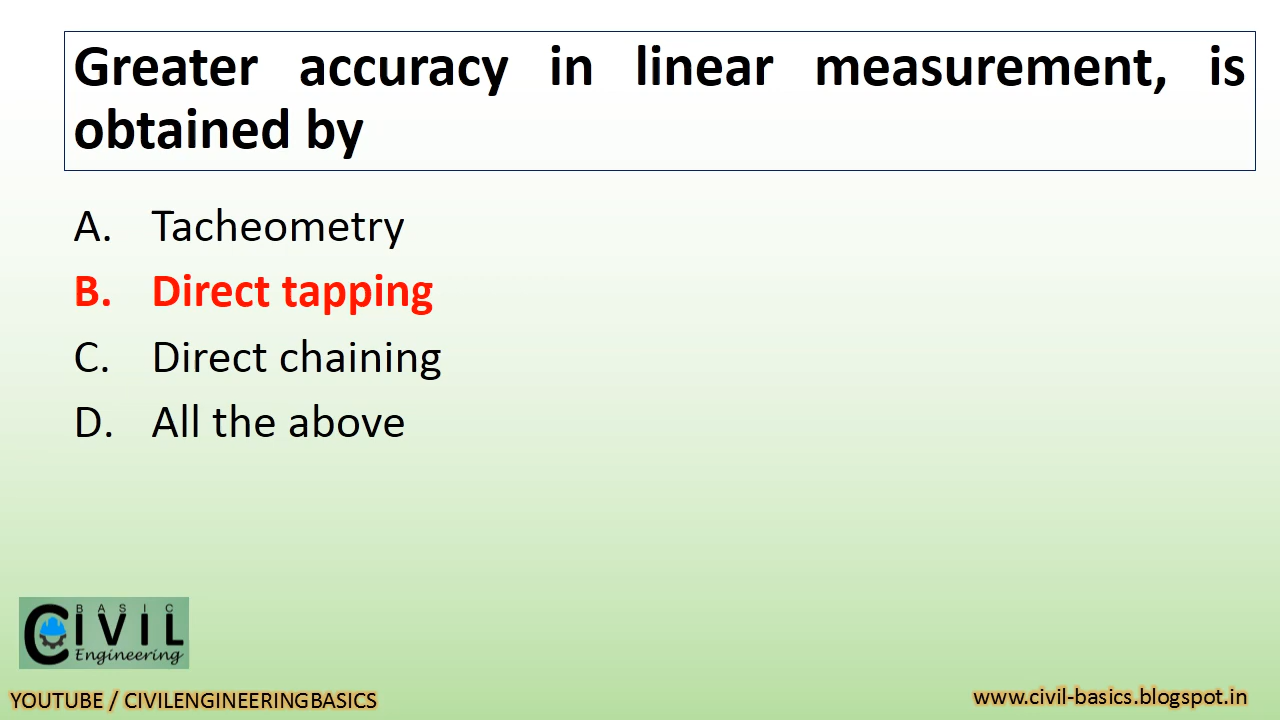 Greater accuracy in linear measurement, is
obtained by
A. Tacheometry
B. Direct tapping
C. Direct chaining
D. All the above
BASIC
CIVIL
Engineering
YOUTUBE / CIVILENGINEERINGBASICS
www.civil-basics.blogspot.in